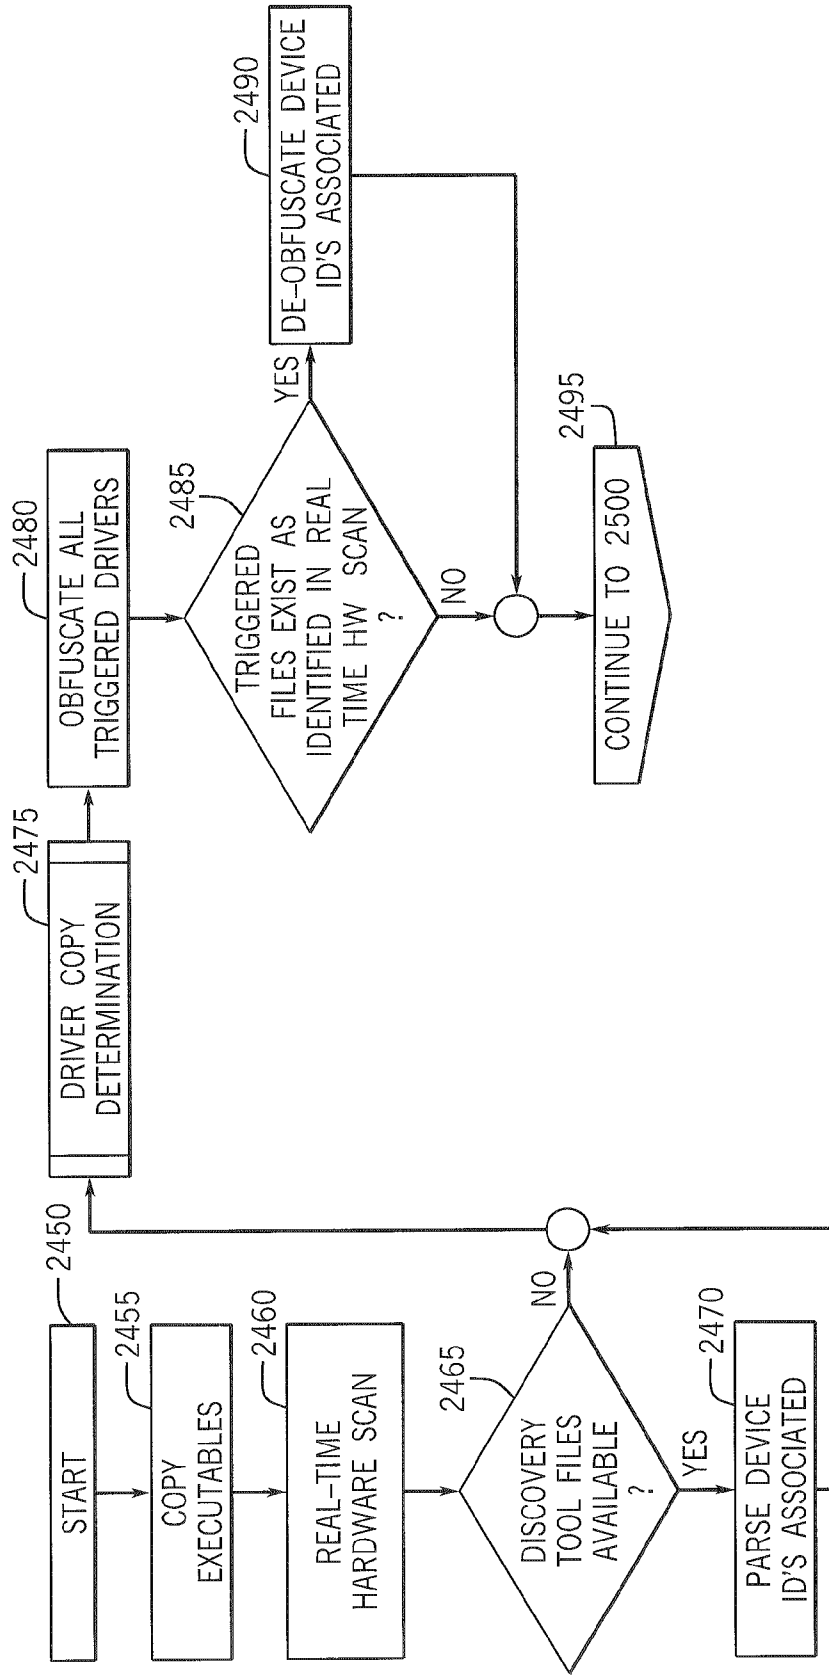 2450
START
2455
COPY
EXECUTABLES
2460
REAL-TIME
HARDWARE SCAN
2465
DISCOVERY
TOOL FILES
AVAILABLE
?
NO
YES
2470
PARSE DEVICE
ID'S ASSOCIATED
2475
DRIVER COPY
DETERMINATION
2480
OBFUSCATE ALL
TRIGGERED DRIVERS
2485
TRIGGERED
FILES EXIST AS
IDENTIFIED IN REAL
TIME HW SCAN
?
YES
NO
2490
DE-OBFUSCATE DEVICE
ID'S ASSOCIATED
2495
CONTINUE TO 2500